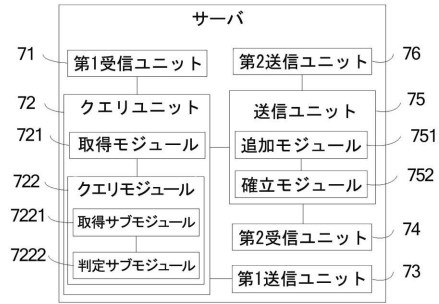 サーバ
71
第1受信ユニット
第2送信ユニット
76
72
クエリユニット
送信ユニット
75
721
取得モジュール
追加モジュール
751
722
クエリモジュール
確立モジュール
752
7221
取得サブモジュール
第2受信ユニット
74
7222
判定サブモジュール
第1送信ユニット
73